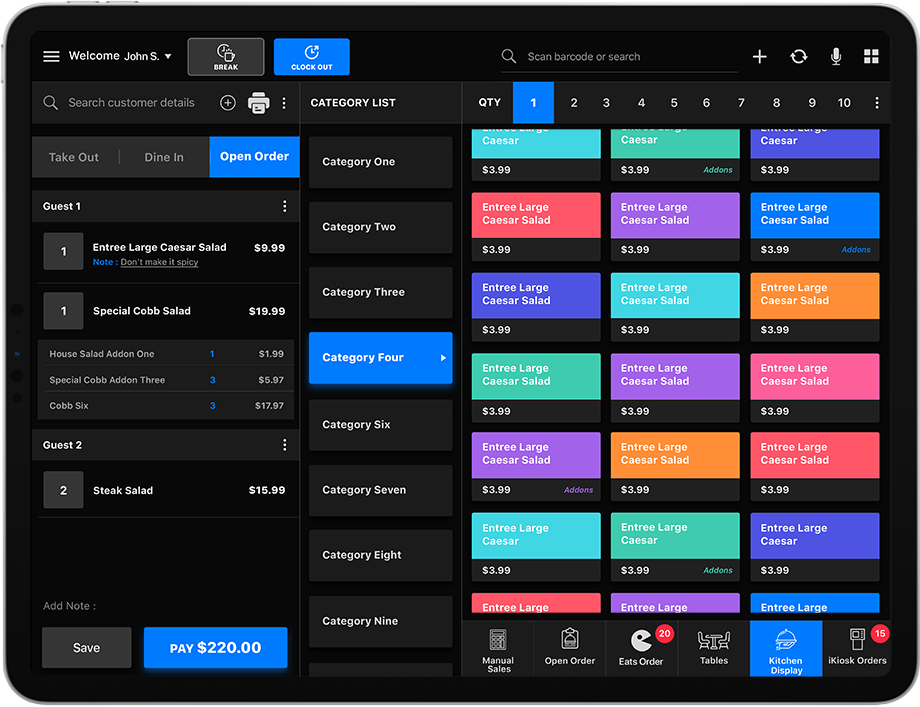 Welcome John S.
BREAK
CLOCK OUT
Scan barcode or search
Search customer details
Take Out
Dine In
Open Order
Guest 1
1
Entree Large Caesar Salad
$9.99
Note : Don't make it spicy
1
Special Cobb Salad
$19.99
House Salad Addon One 1 $1.99
Special Cobb Addon Three 3 $5.97
Cobb Six 3 $17.97
Guest 2
2
Steak Salad
$15.99
Add Note :
Save
PAY $220.00
CATEGORY LIST
Category One
Category Two
Category Three
Category Four
Category Six
Category Seven
Category Eight
Category Nine
QTY 1 2 3 4 5 6 7 8 9 10
Entree Large
Caesar
$3.99
Entree Large
Caesar
$3.99 Addons
Entree Large
Caesar
$3.99
Entree Large
Caesar Salad
$3.99
Entree Large
Caesar Salad
$3.99
Entree Large
Caesar Salad
$3.99 Addons
Entree Large
Caesar Salad
$3.99
Entree Large
Caesar Salad
$3.99
Entree Large
Caesar Salad
$3.99
Entree Large
Caesar Salad
$3.99
Entree Large
Caesar Salad
$3.99
Entree Large
Caesar Salad
$3.99
Entree Large
Caesar Salad
$3.99 Addons
Entree Large
Caesar Salad
$3.99
Entree Large
Caesar Salad
$3.99
Entree Large
Caesar
$3.99
Entree Large
Caesar
$3.99 Addons
Entree Large
Caesar
$3.99
Entree Large
Entree Large
Entree Large
Manual
Sales
Open Order
20
Eats Order
Tables
Kitchen
Display
15
iKiosk Orders